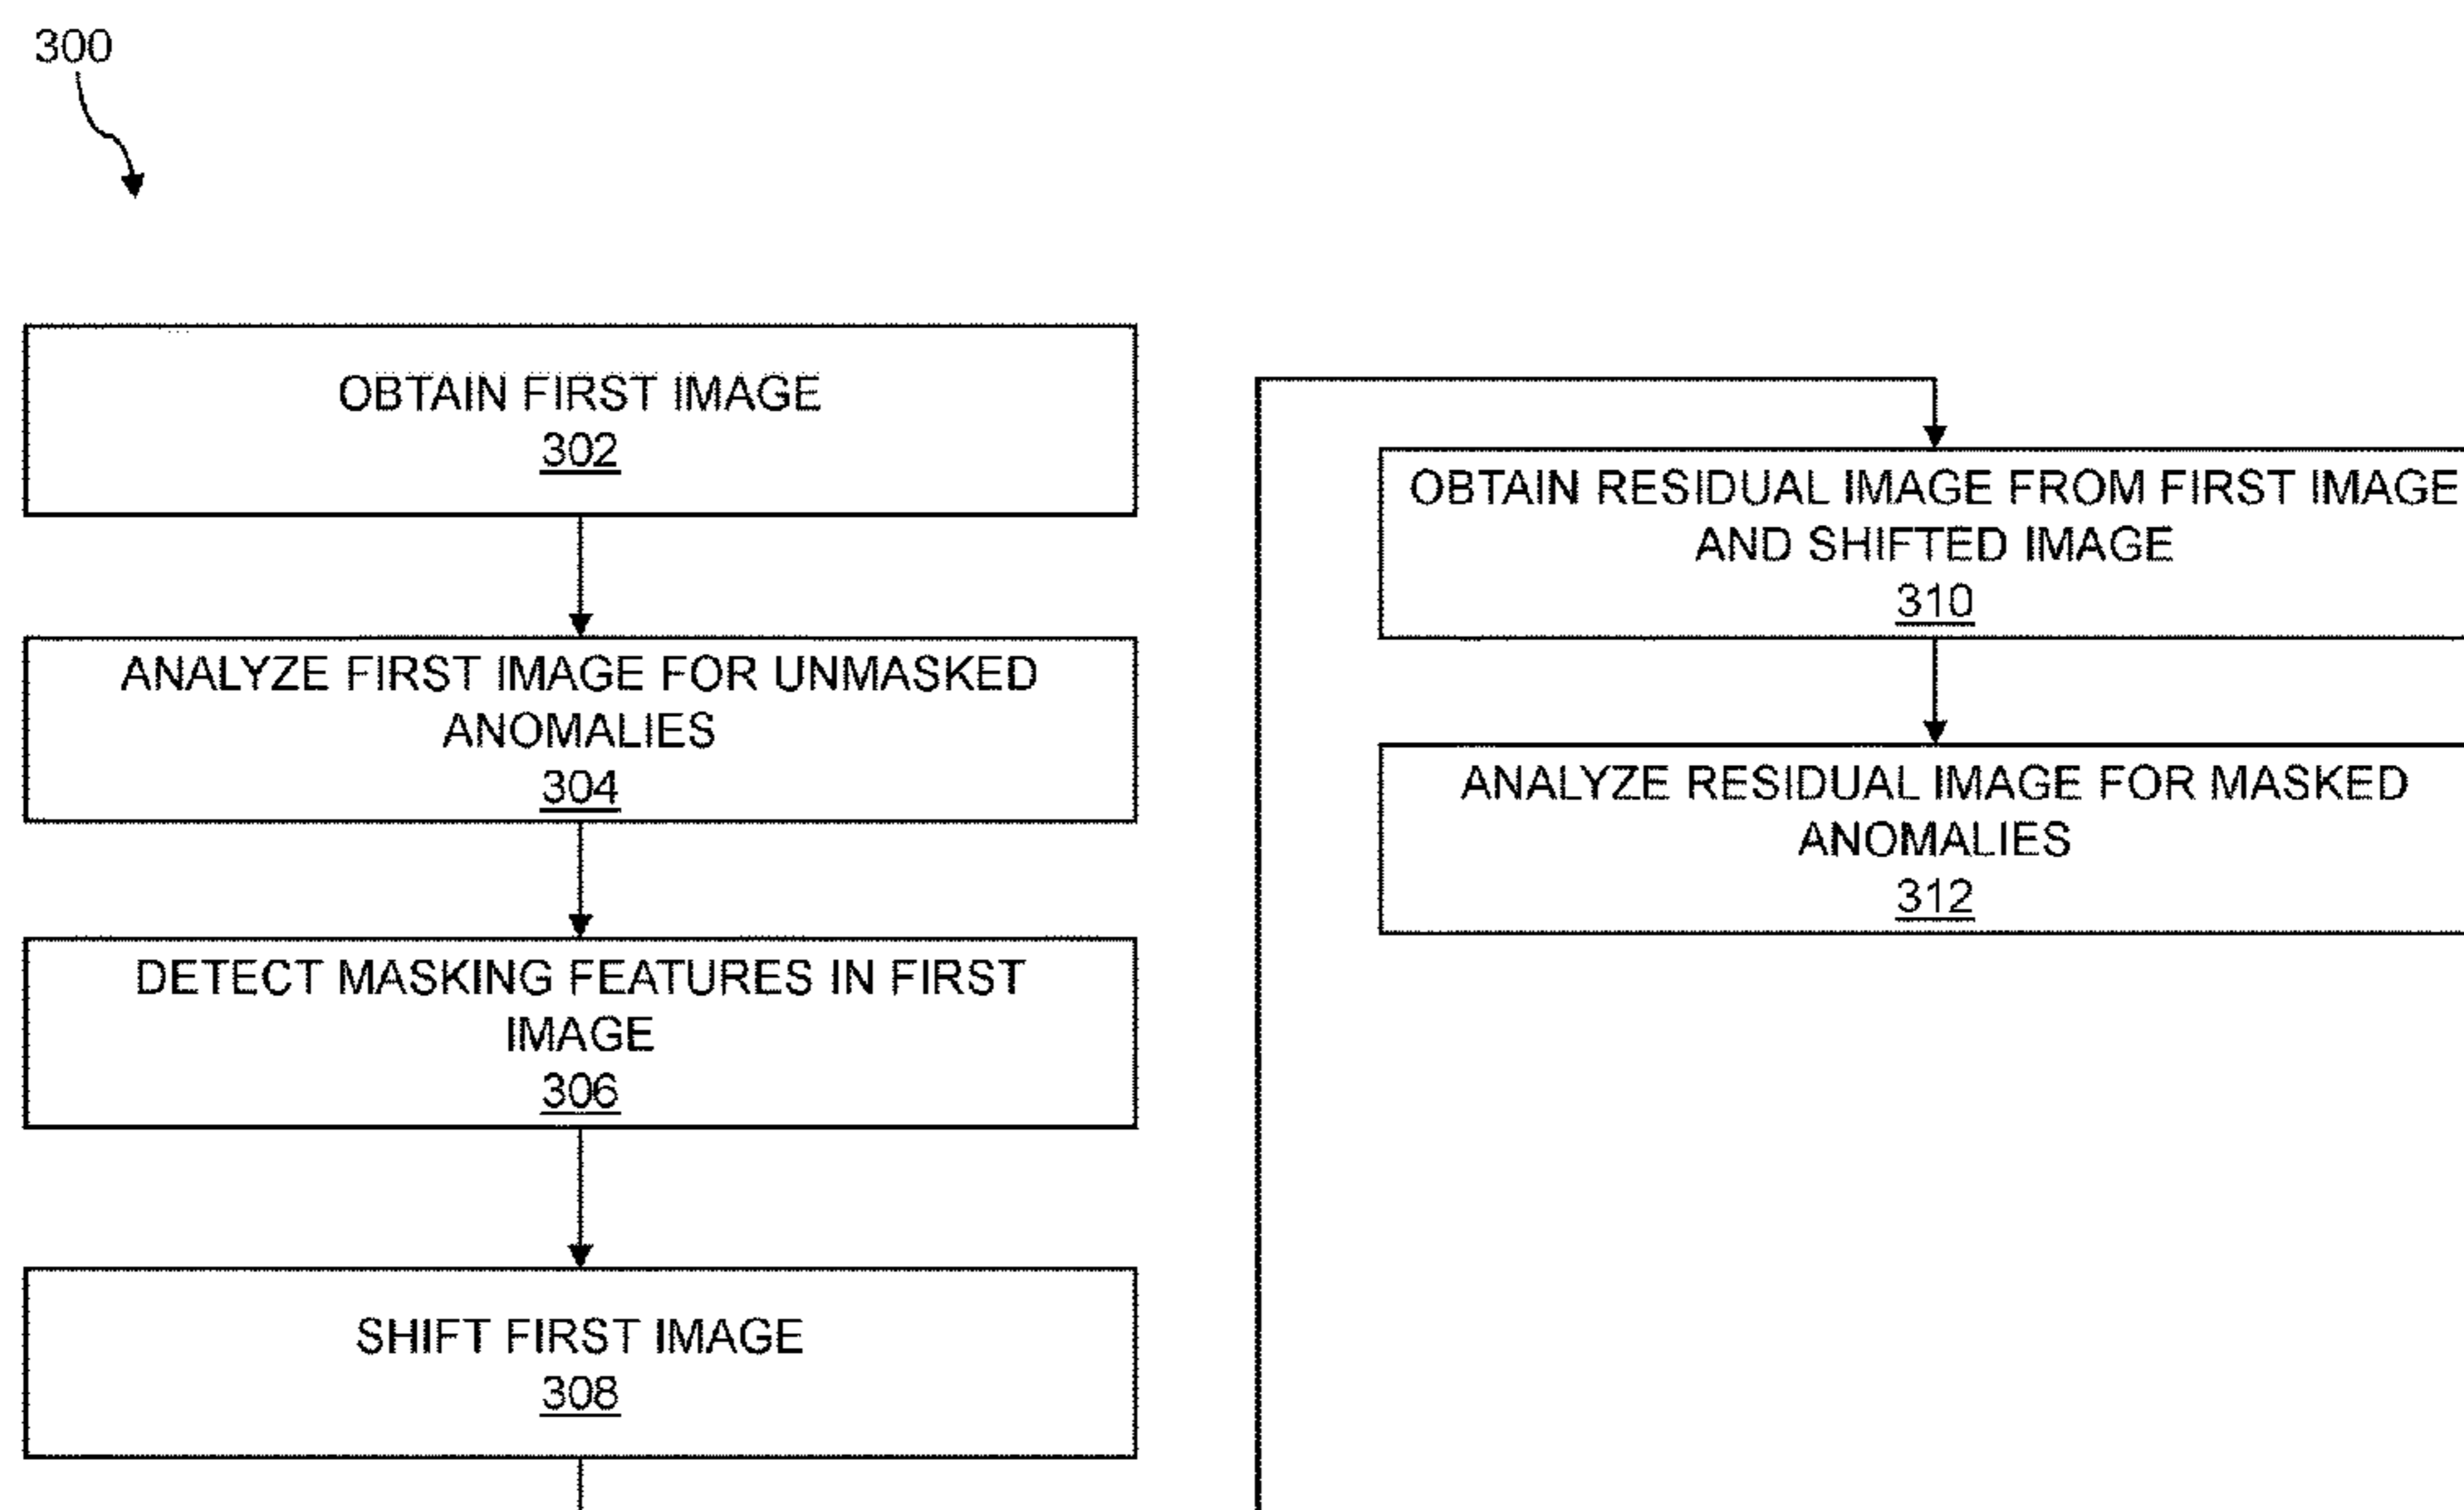 300
OBTAIN FIRST IMAGE
302
ANALYZE FIRST IMAGE FOR UNMASKED
ANOMALIES
304
DETECT MASKING FEATURES IN FIRST
IMAGE
306
SHIFT FIRST IMAGE
308
OBTAIN RESIDUAL IMAGE FROM FIRST IMAGE
AND SHIFTED IMAGE
310
ANALYZE RESIDUAL IMAGE FOR MASKED
ANOMALIES
312